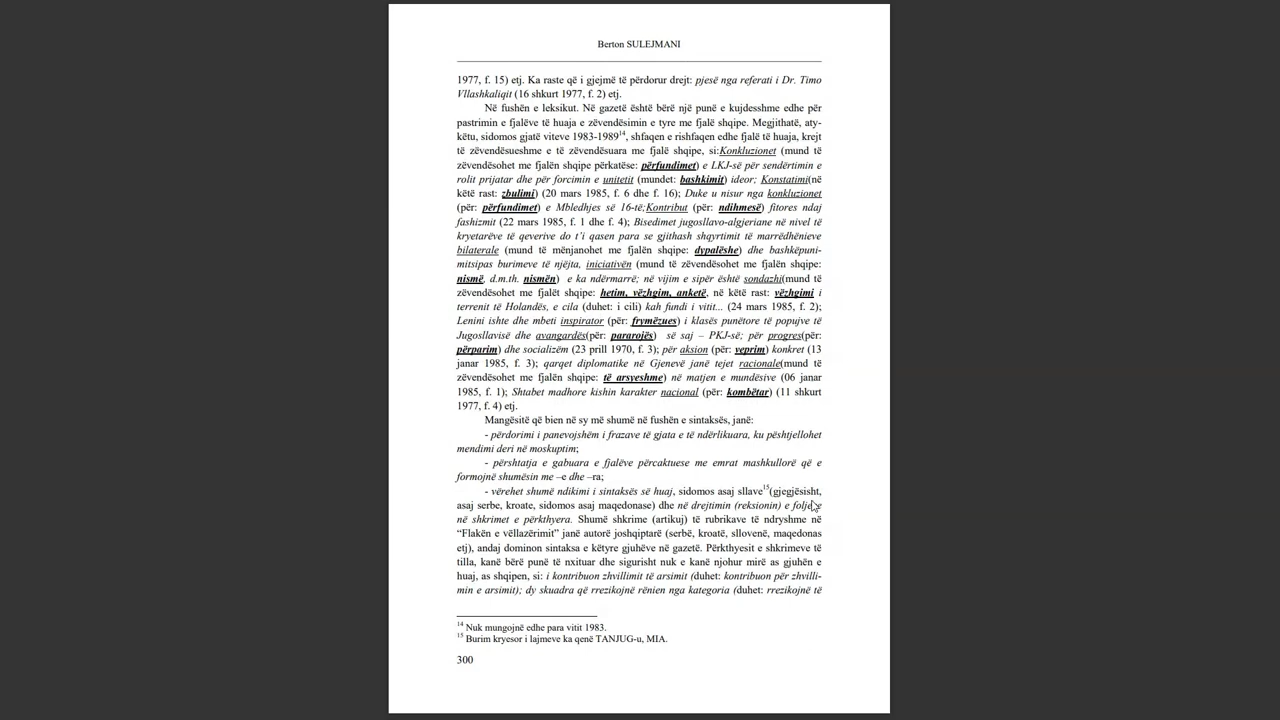 Berton SULEJMANI
1977, f. 15) etj. Ka raste që i gjejmë të përdorur drejt: pjesë nga referati i Dr. Timo
Vllashkaliqit (16 shkurt 1977, f. 2) etj.
Në fushën e leksikut. Në gazetë është bërë një punë e kujdesshme edhe për
pastrimin e fjalëve të huaja e zëvendësimin e tyre me fjalë shqipe. Megjithatë, aty-
këtu, sidomos gjatë viteve 1983-198914, shfaqen e rishfaqen edhe fjalë të huaja, krejt
të zëvendësueshme e të zëvendësuara me fjalë shqipe, si:Konkluzionet (mund të
zëvendësohet me fjalën shqipe përkatëse: përfundimet) e LKJ-së për sendërtimin e
rolit prijatar dhe për forcimin e unitetit (mundet: bashkimit) ideor; Konstatimi(në
këtë rast: zbulimi) (20 mars 1985, f. 6 dhe f. 16); Duke u nisur nga konkluzionet
(për: përfundimet) e Mbledhjes së 16-të;Kontribut (për: ndihmesë) fitores ndaj
fashizmit (22 mars 1985, f. 1 dhe f. 4); Bisedimet jugosllavo-algjeriane në nivel të
kryetarëve të qeverive do t’i qasen para se gjithash shqyrtimit të marrëdhënieve
bilaterale (mund të mënjanohet me fjalën shqipe: dypalëshe) dhe bashkëpuni-
mitsipas burimeve të njëjta, iniciativën (mund të zëvendësohet me fjalën shqipe:
nismë, d.m.th. nismën) e ka ndërmarrë; në vijim e sipër është sondazhi(mund të
zëvendësohet me fjalët shqipe: hetim, vëzhgim, anketë, në këtë rast: vëzhgimi i
terrenit të Holandës, e cila (duhet: i cili) kah fundi i vitit... (24 mars 1985, f. 2);
Lenini ishte dhe mbeti inspirator (për: frymëzues) i klasës punëtore të popujve të
Jugosllavisë dhe avangardës(për: pararojës) së saj – PKJ-së; për progres(për:
përparim) dhe socializëm (23 prill 1970, f. 3); për aksion (për: veprim) konkret (13
janar 1985, f. 3); qarqet diplomatike në Gjenevë janë tejet racionale(mund të
zëvendësohet me fjalën shqipe: të arsyeshme) në matjen e mundësive (06 janar
1985, f. 1); Shtabet madhore kishin karakter nacional (për: kombëtar) (11 shkurt
1977, f. 4) etj.
Mangësitë që bien në sy më shumë në fushën e sintaksës, janë:
- përdorimi i panevojshëm i frazave të gjata e të ndërlikuara, ku pështjellohet
mendimi deri në moskuptim;
- përshtatja e gabuara e fjalëve përcaktuese me emrat mashkullorë që e
formojnë shumësin me –e dhe –ra;
- vërehet shumë ndikimi i sintaksës së huaj, sidomos asaj sllave15(gjegjësisht,
asaj serbe, kroate, sidomos asaj maqedonase) dhe në drejtimin (reksionin) e foljeve
në shkrimet e përkthyera. Shumë shkrime (artikuj) të rubrikave të ndryshme në
“Flakën e vëllazërimit” janë autorë joshqiptarë (serbë, kroatë, sllovenë, maqedonas
etj), andaj dominon sintaksa e këtyre gjuhëve në gazetë. Përkthyesit e shkrimeve të
tilla, kanë bërë punë të nxituar dhe sigurisht nuk e kanë njohur mirë as gjuhën e
huaj, as shqipen, si: i kontribuon zhvillimit të arsimit (duhet: kontribuon për zhvilli-
min e arsimit); dy skuadra që rrezikojnë rënien nga kategoria (duhet: rrezikojnë të
14 Nuk mungojnë edhe para vitit 1983.
15 Burim kryesor i lajmeve ka qenë TANJUG-u, MIA.
300